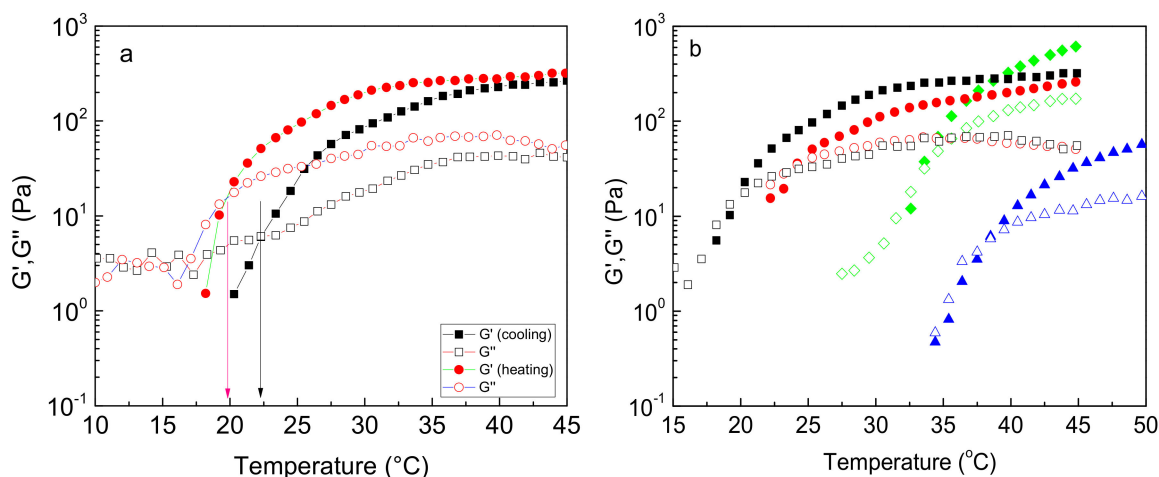 a
G',G" (Pa)
10³
10²
10¹
10⁰
10⁻¹
10 15 20 25 30 35 40 45
Temperature (°C)
G' (cooling)
G"
G' (heating)
G"
b
G',G" (Pa)
10³
10²
10¹
10⁰
10⁻¹
15 20 25 30 35 40 45 50
Temperature (°C)